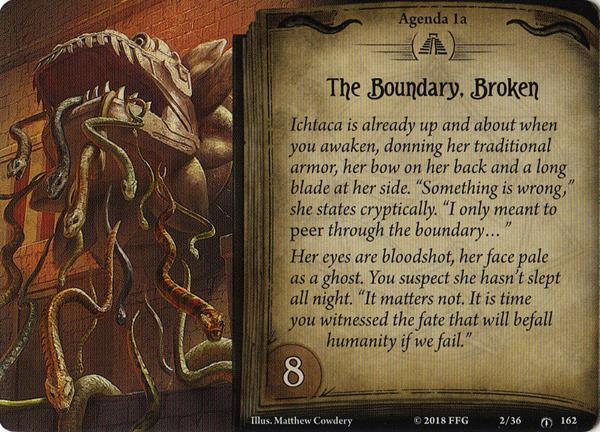 Agenda 1a
The Boundary, Broken
Ichtaca is already up and about when
you awaken, donning her traditional
armor, her bow on her back and a long
blade at her side. “Something is wrong,”
she states cryptically. “I only meant to
peer through the boundary…”
Her eyes are bloodshot, her face pale
as a ghost. You suspect she hasn’t slept
all night. “It matters not. It is time
you witnessed the fate that will befall
humanity if we fail.”
8
Illus. Matthew Cowdery © 2018 FFG 2/36 162